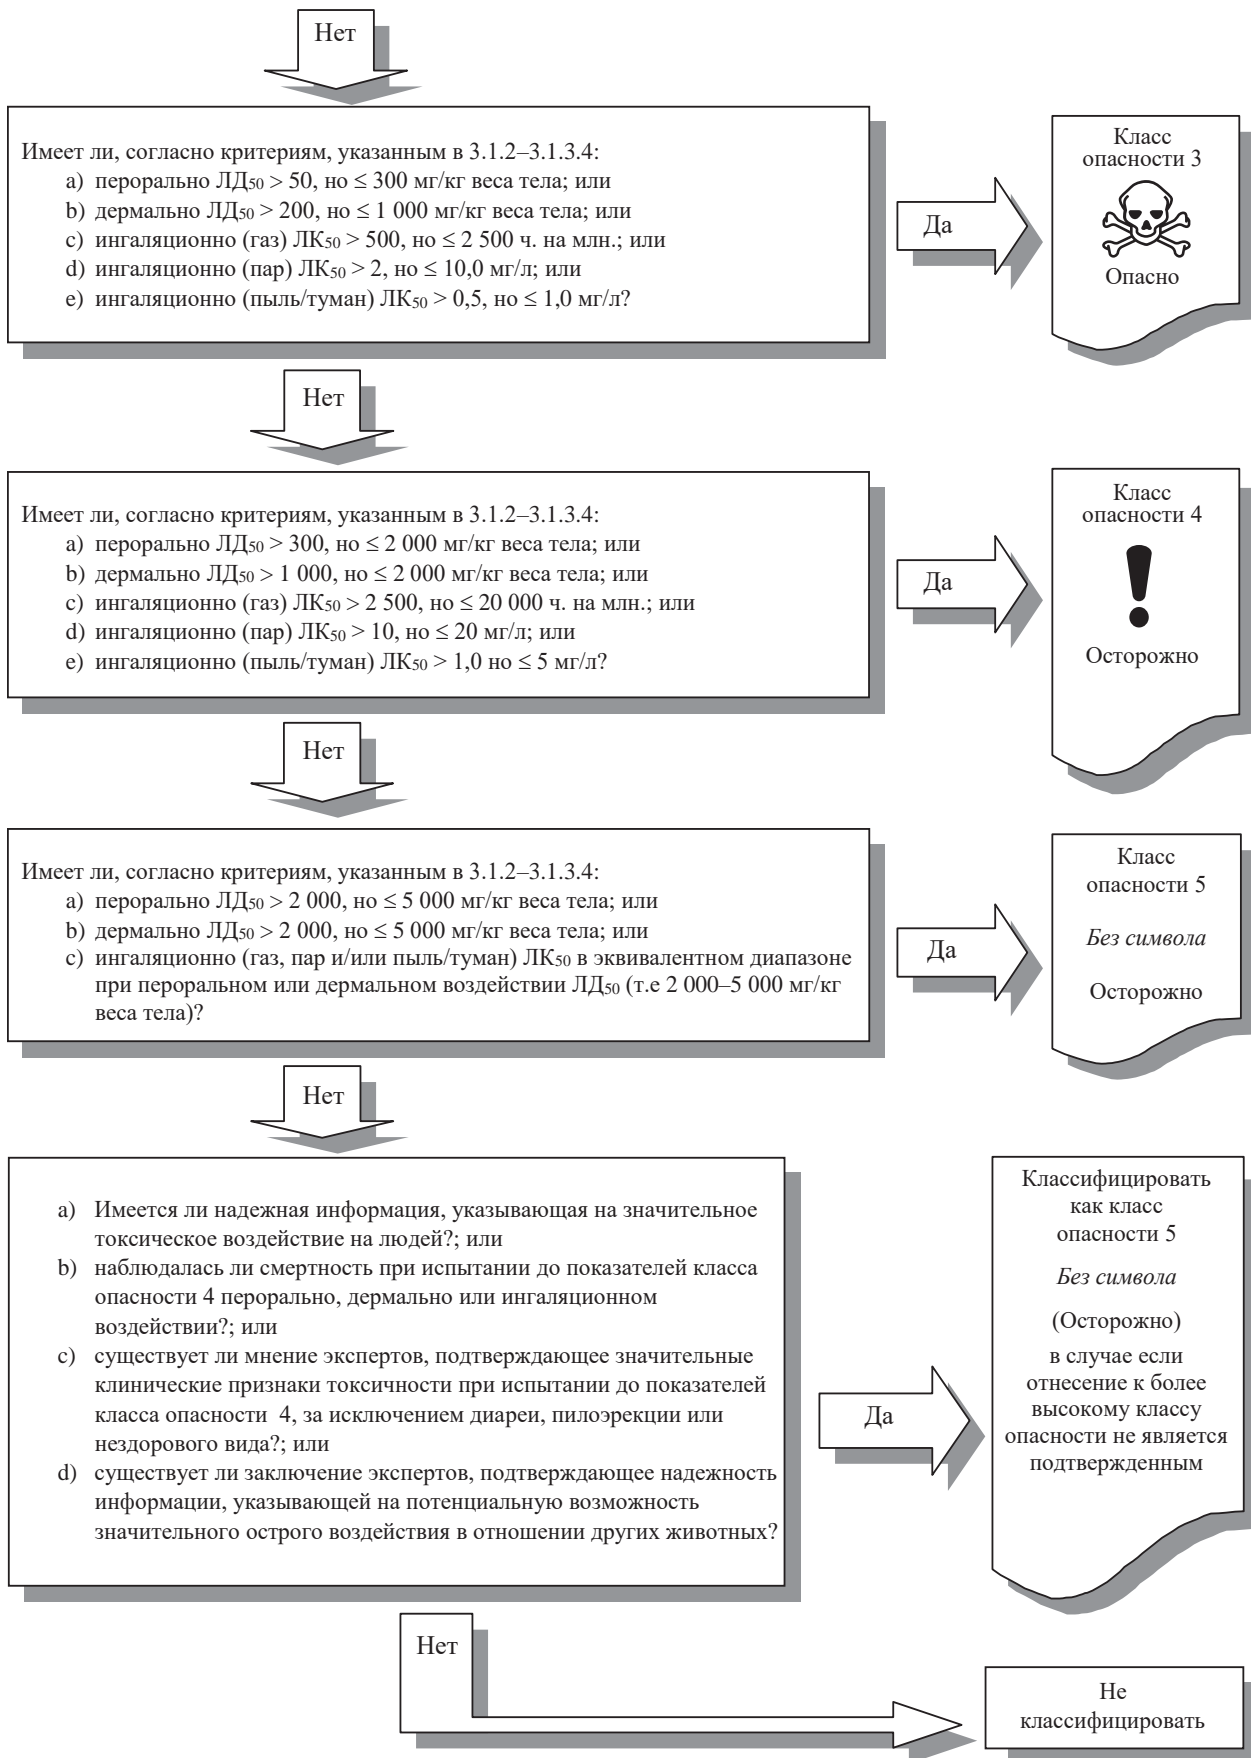 Нет
Имеет ли, согласно критериям, указанным в 3.1.2–3.1.3.4:
a) перорально ЛД50 > 50, но ≤ 300 мг/кг веса тела; или
b) дермально ЛД50 > 200, но ≤ 1 000 мг/кг веса тела; или
c) ингаляционно (газ) ЛК50 > 500, но ≤ 2 500 ч. на млн.; или
d) ингаляционно (пар) ЛК50 > 2, но ≤ 10,0 мг/л; или
e) ингаляционно (пыль/туман) ЛК50 > 0,5, но ≤ 1,0 мг/л?
Да
Класс
опасности 3
Опасно
Нет
Имеет ли, согласно критериям, указанным в 3.1.2–3.1.3.4:
a) перорально ЛД50 > 300, но ≤ 2 000 мг/кг веса тела; или
b) дермально ЛД50 > 1 000, но ≤ 2 000 мг/кг веса тела; или
c) ингаляционно (газ) ЛК50 > 2 500, но ≤ 20 000 ч. на млн.; или
d) ингаляционно (пар) ЛК50 > 10, но ≤ 20 мг/л; или
e) ингаляционно (пыль/туман) ЛК50 > 1,0 но ≤ 5 мг/л?
Да
Класс
опасности 4
Осторожно
Нет
Имеет ли, согласно критериям, указанным в 3.1.2–3.1.3.4:
a) перорально ЛД50 > 2 000, но ≤ 5 000 мг/кг веса тела; или
b) дермально ЛД50 > 2 000, но ≤ 5 000 мг/кг веса тела; или
c) ингаляционно (газ, пар и/или пыль/туман) ЛК50 в эквивалентном диапазоне
при пероральном или дермальном воздействии ЛД50 (т.е 2 000–5 000 мг/кг
веса тела)?
Да
Класс
опасности 5
Без символа
Осторожно
Нет
a) Имеется ли надежная информация, указывающая на значительное
токсическое воздействие на людей?; или
b) наблюдалась ли смертность при испытании до показателей класса
опасности 4 перорально, дермально или ингаляционном
воздействии?; или
c) существует ли мнение экспертов, подтверждающее значительные
клинические признаки токсичности при испытании до показателей
класса опасности 4, за исключением диареи, пилоэрекции или
нездорового вида?; или
d) существует ли заключение экспертов, подтверждающее надежность
информации, указывающей на потенциальную возможность
значительного острого воздействия в отношении других животных?
Да
Классифицировать
как класс
опасности 5
Без символа
(Осторожно)
в случае если
отнесение к более
высокому классу
опасности не является
подтвержденным
Нет
Не
классифицировать